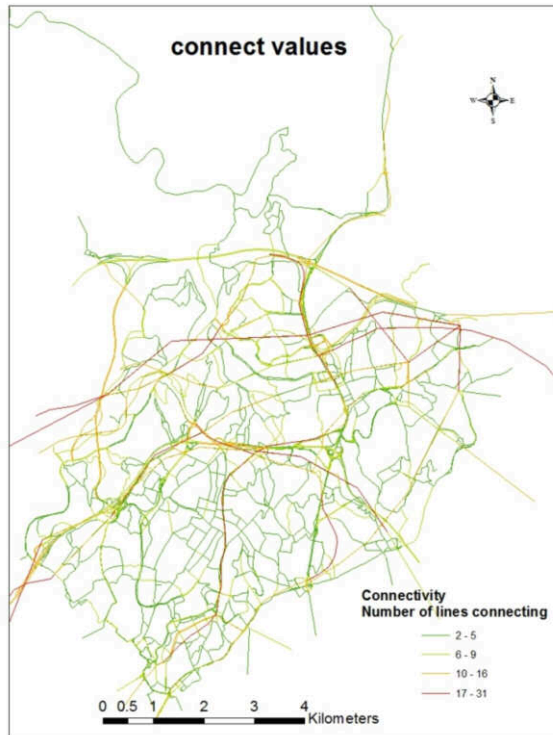 connect values
N
W E
S
Connectivity
Number of lines connecting
2 - 5
6 - 9
10 - 16
17 - 31
0 0.5 1 2 3 4
Kilometers